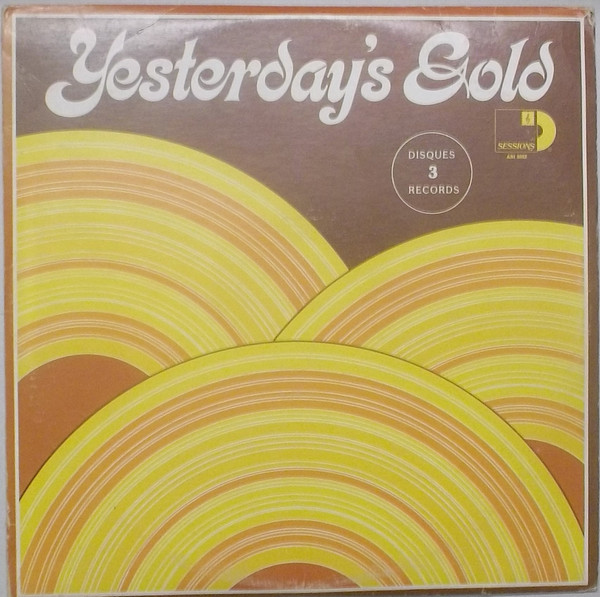 Yesterday's Gold
DISQUES
3
RECORDS
SESSIONS